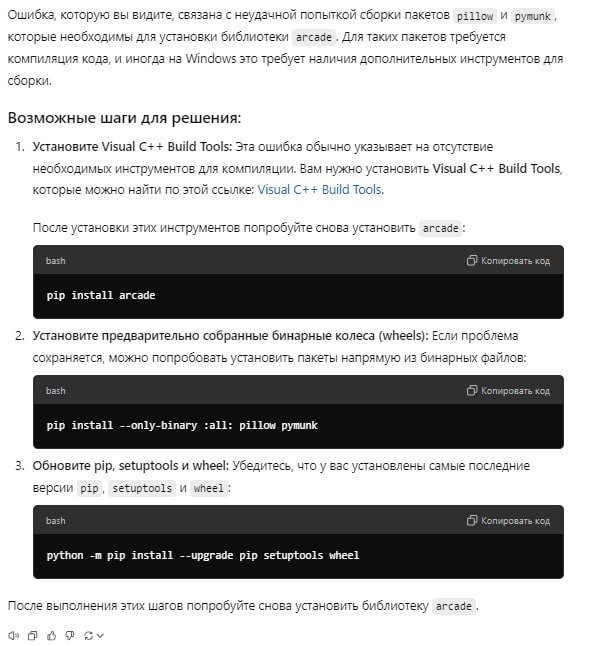 Ошибка, которую вы видите, связана с неудачной попыткой сборки пакетов pillow и pymunk,
которые необходимы для установки библиотеки arcade. Для таких пакетов требуется
компиляция кода, и иногда на Windows это требует наличия дополнительных инструментов для
сборки.
Возможные шаги для решения:
1. Установите Visual C++ Build Tools: Эта ошибка обычно указывает на отсутствие
необходимых инструментов для компиляции. Вам нужно установить Visual C++ Build Tools,
которые можно найти по этой ссылке: Visual C++ Build Tools.
После установки этих инструментов попробуйте снова установить arcade:
bash Копировать код
pip install arcade
2. Установите предварительно собранные бинарные колеса (wheels): Если проблема
сохраняется, можно попробовать установить пакеты напрямую из бинарных файлов:
bash Копировать код
pip install --only-binary :all: pillow pymunk
3. Обновите pip, setuptools и wheel: Убедитесь, что у вас установлены самые последние
версии pip, setuptools и wheel:
bash Копировать код
python -m pip install --upgrade pip setuptools wheel
После выполнения этих шагов попробуйте снова установить библиотеку arcade.